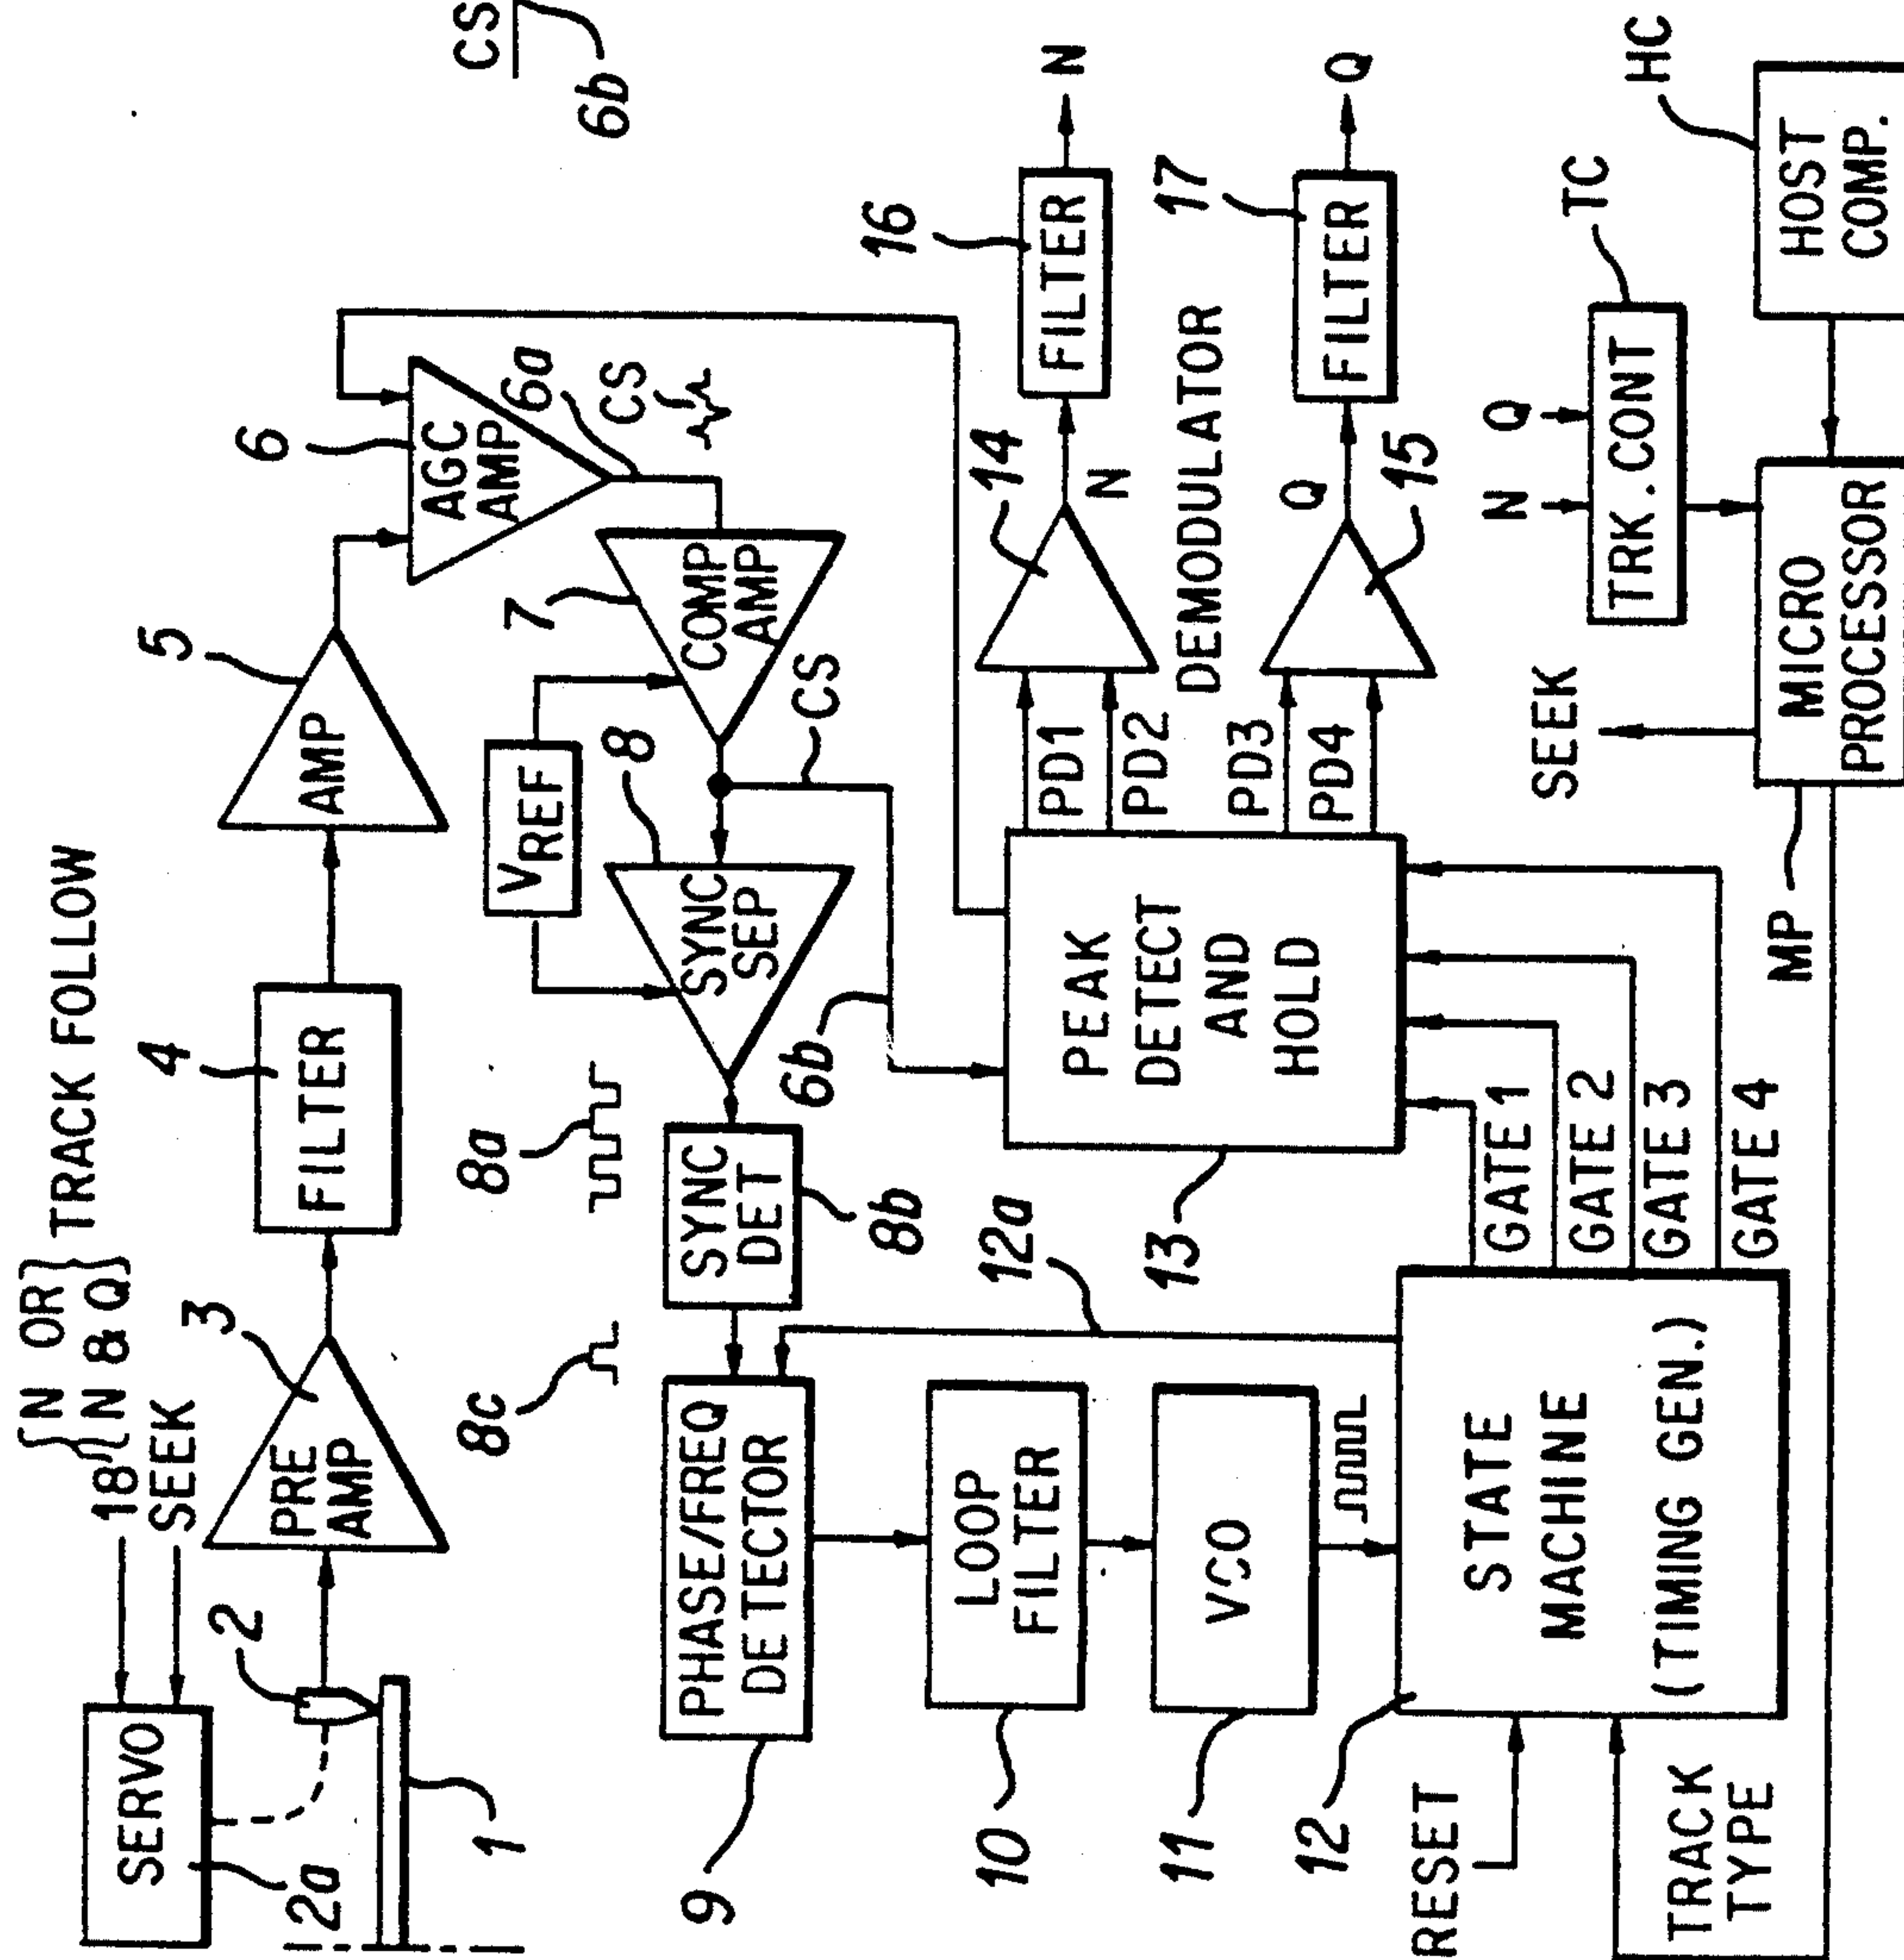 {N OR} TRACK FOLLOW
18 {N & Q}
SEEK
SERVO
2a
1
2
PRE
AMP
3
FILTER
4
AMP
5
AGC
AMP
6
6a
CS
CS
6b
COMP
AMP
7
VREF
SYNC
SEP
8
CS
6b
8a
SYNC
DET
8b
8c
PHASE/FREQ
DETECTOR
9
12a
LOOP
FILTER
10
VCO
11
STATE
MACHINE
(TIMING GEN.)
12
RESET
TRACK
TYPE
GATE 1
GATE 2
GATE 3
GATE 4
PEAK
DETECT
AND
HOLD
13
PD1
PD2
PD3
PD4
14
N
FILTER
16
N
DEMODULATOR
15
Q
FILTER
17
Q
SEEK
N
Q
TRK. CONT
TC
MICRO
PROCESSOR
MP
HOST
COMP.
HC